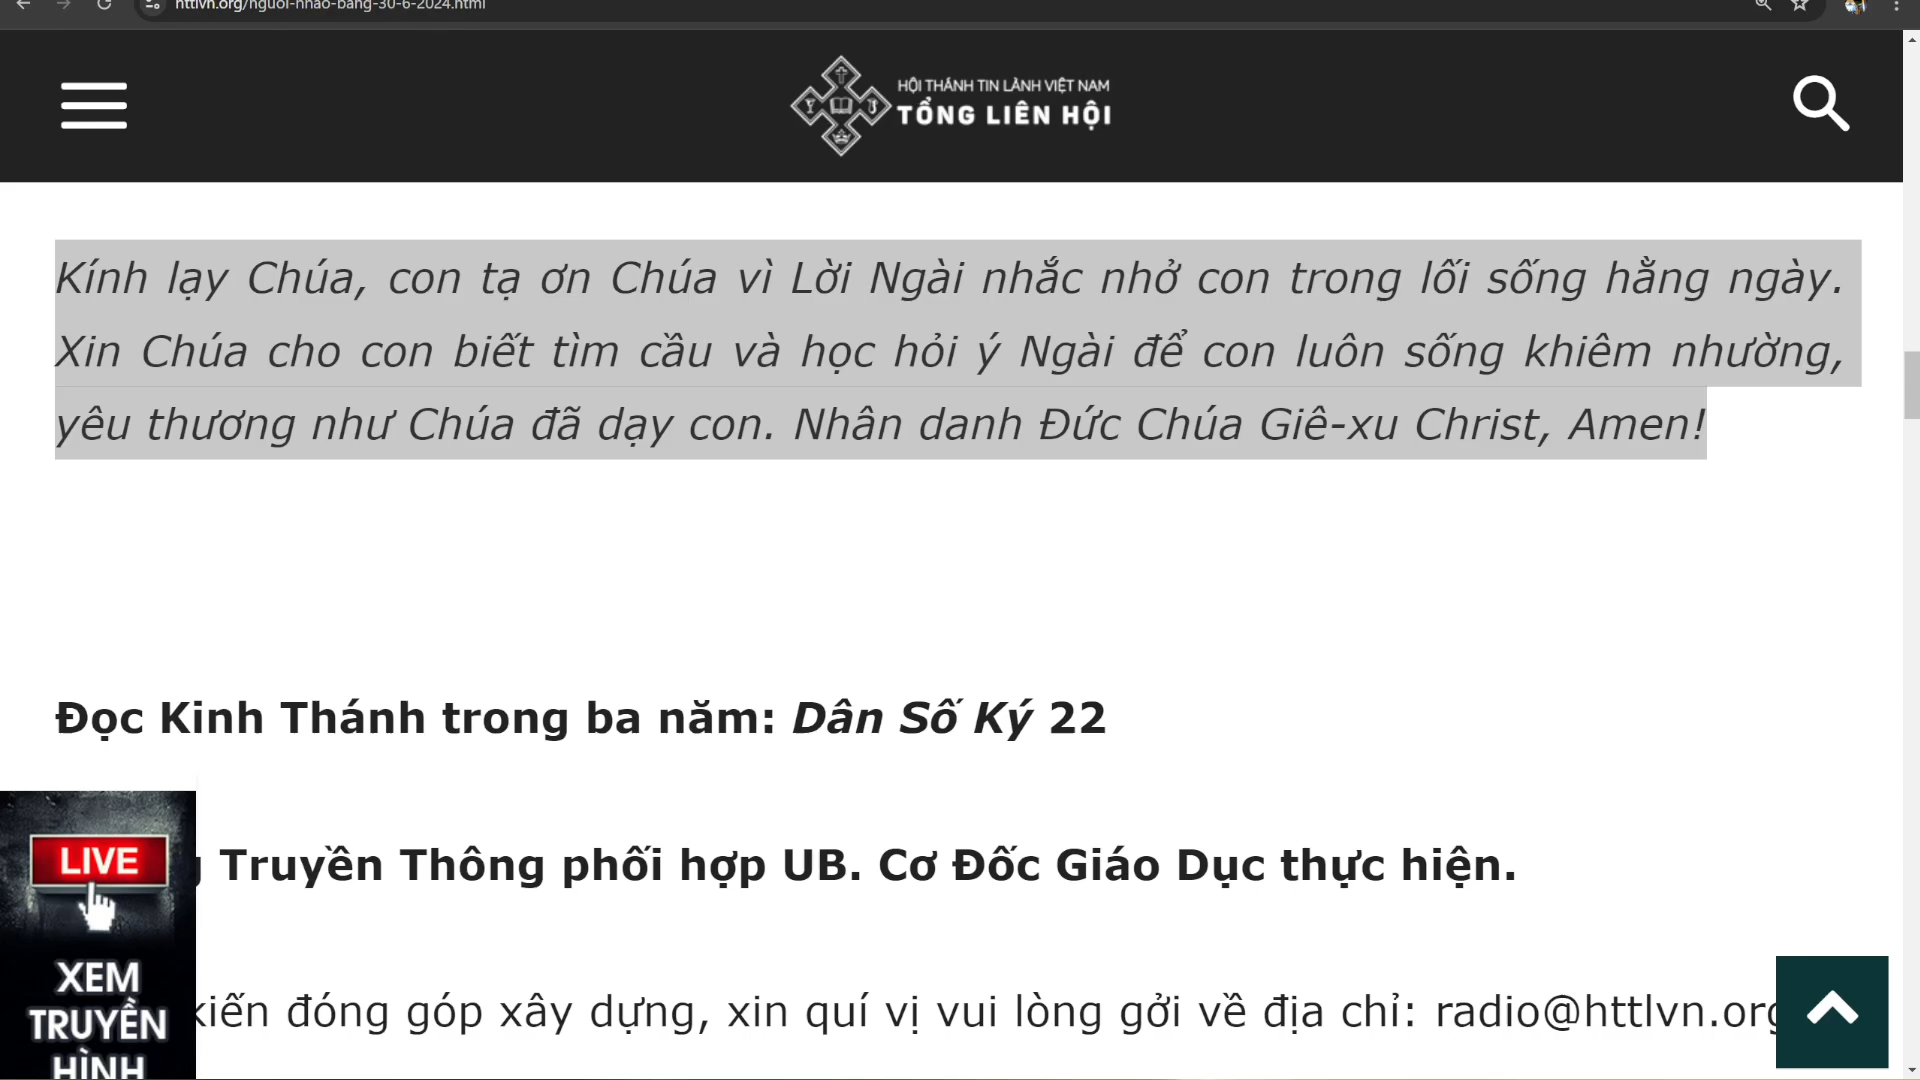 httlvn.org/nguoi-nhao-bang-30-6-2024.html
HỘI THÁNH TIN LÀNH VIỆT NAM
TỔNG LIÊN HỘI
Kính lạy Chúa, con tạ ơn Chúa vì Lời Ngài nhắc nhở con trong lối sống hằng ngày.
Xin Chúa cho con biết tìm cầu và học hỏi ý Ngài để con luôn sống khiêm nhường,
yêu thương như Chúa đã dạy con. Nhân danh Đức Chúa Giê-xu Christ, Amen!
Đọc Kinh Thánh trong ba năm: Dân Số Ký 22
Truyền Thông phối hợp UB. Cơ Đốc Giáo Dục thực hiện.
kiến đóng góp xây dựng, xin quí vị vui lòng gởi về địa chỉ: radio@httlvn.org
LIVE
XEM
TRUYỀN
HÌNH